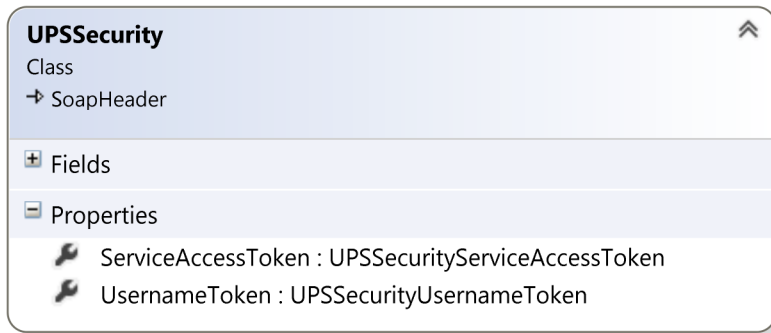 UPSSecurity
Class
SoapHeader
Fields
Properties
ServiceAccessToken : UPSSecurityServiceAccessToken
UsernameToken : UPSSecurityUsernameToken